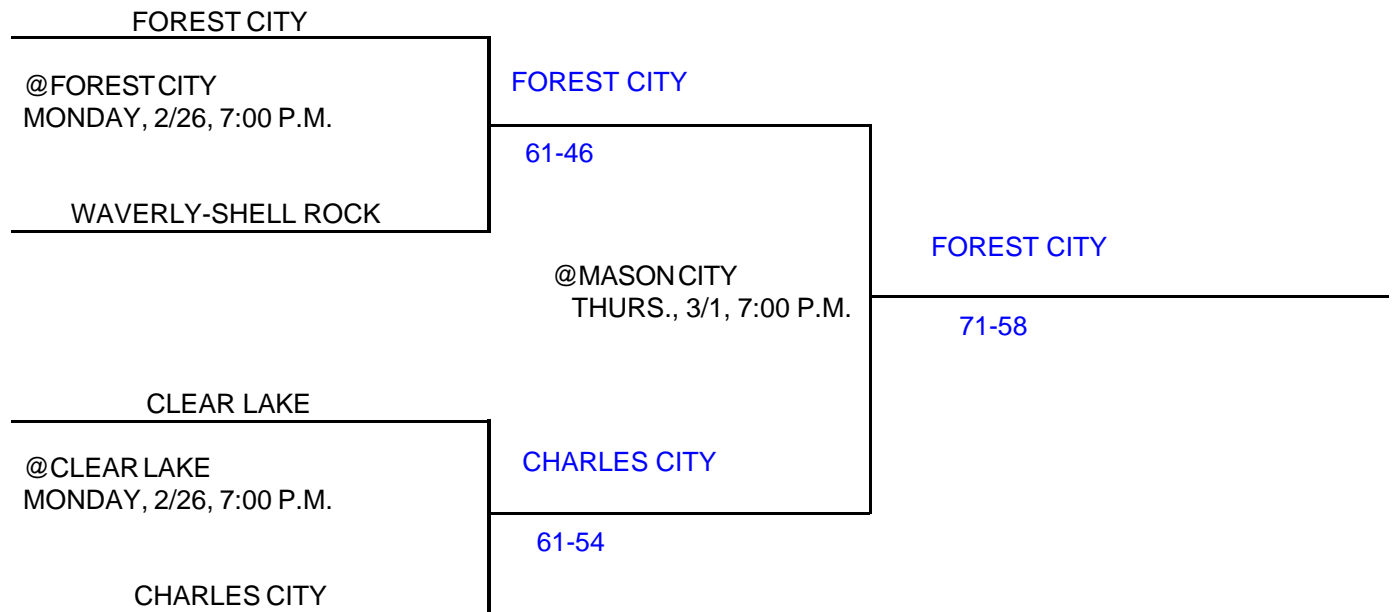 FOREST CITY
@FOREST CITY
MONDAY, 2/26, 7:00 P.M.
FOREST CITY
61-46
WAVERLY-SHELL ROCK
@MASON CITY
THURS., 3/1, 7:00 P.M.
FOREST CITY
71-58
CLEAR LAKE
@CLEAR LAKE
MONDAY, 2/26, 7:00 P.M.
CHARLES CITY
61-54
CHARLES CITY